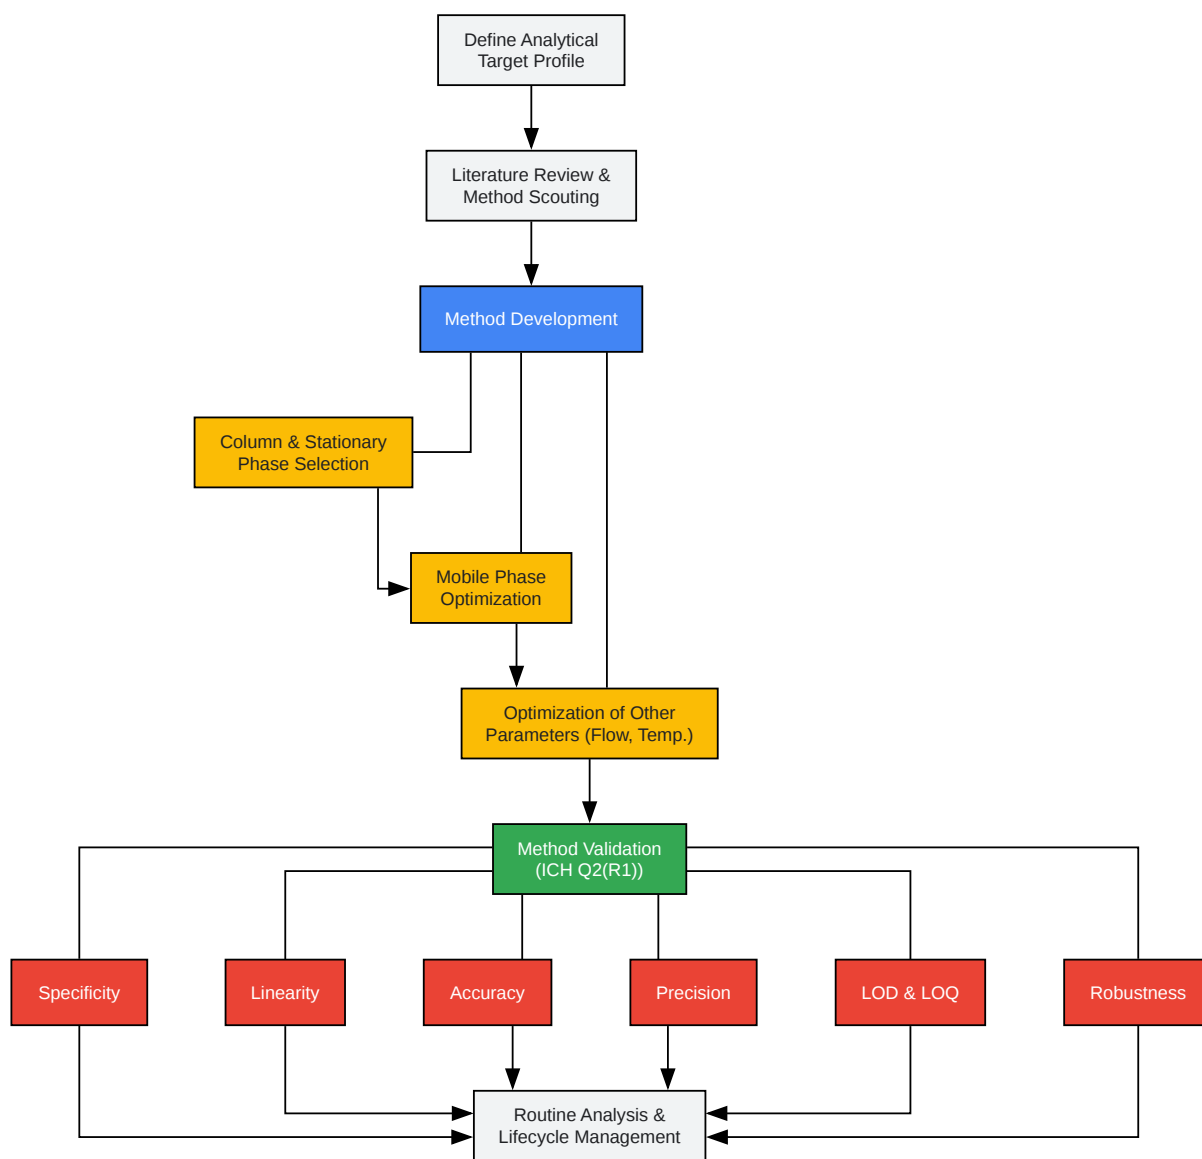 Define Analytical
Target Profile
Literature Review &
Method Scouting
Method Development
Column & Stationary
Phase Selection
Mobile Phase
Optimization
Optimization of Other
Parameters (Flow, Temp.)
Method Validation
(ICH Q2(R1))
Specificity
Linearity
Accuracy
Precision
LOD & LOQ
Robustness
Routine Analysis &
Lifecycle Management